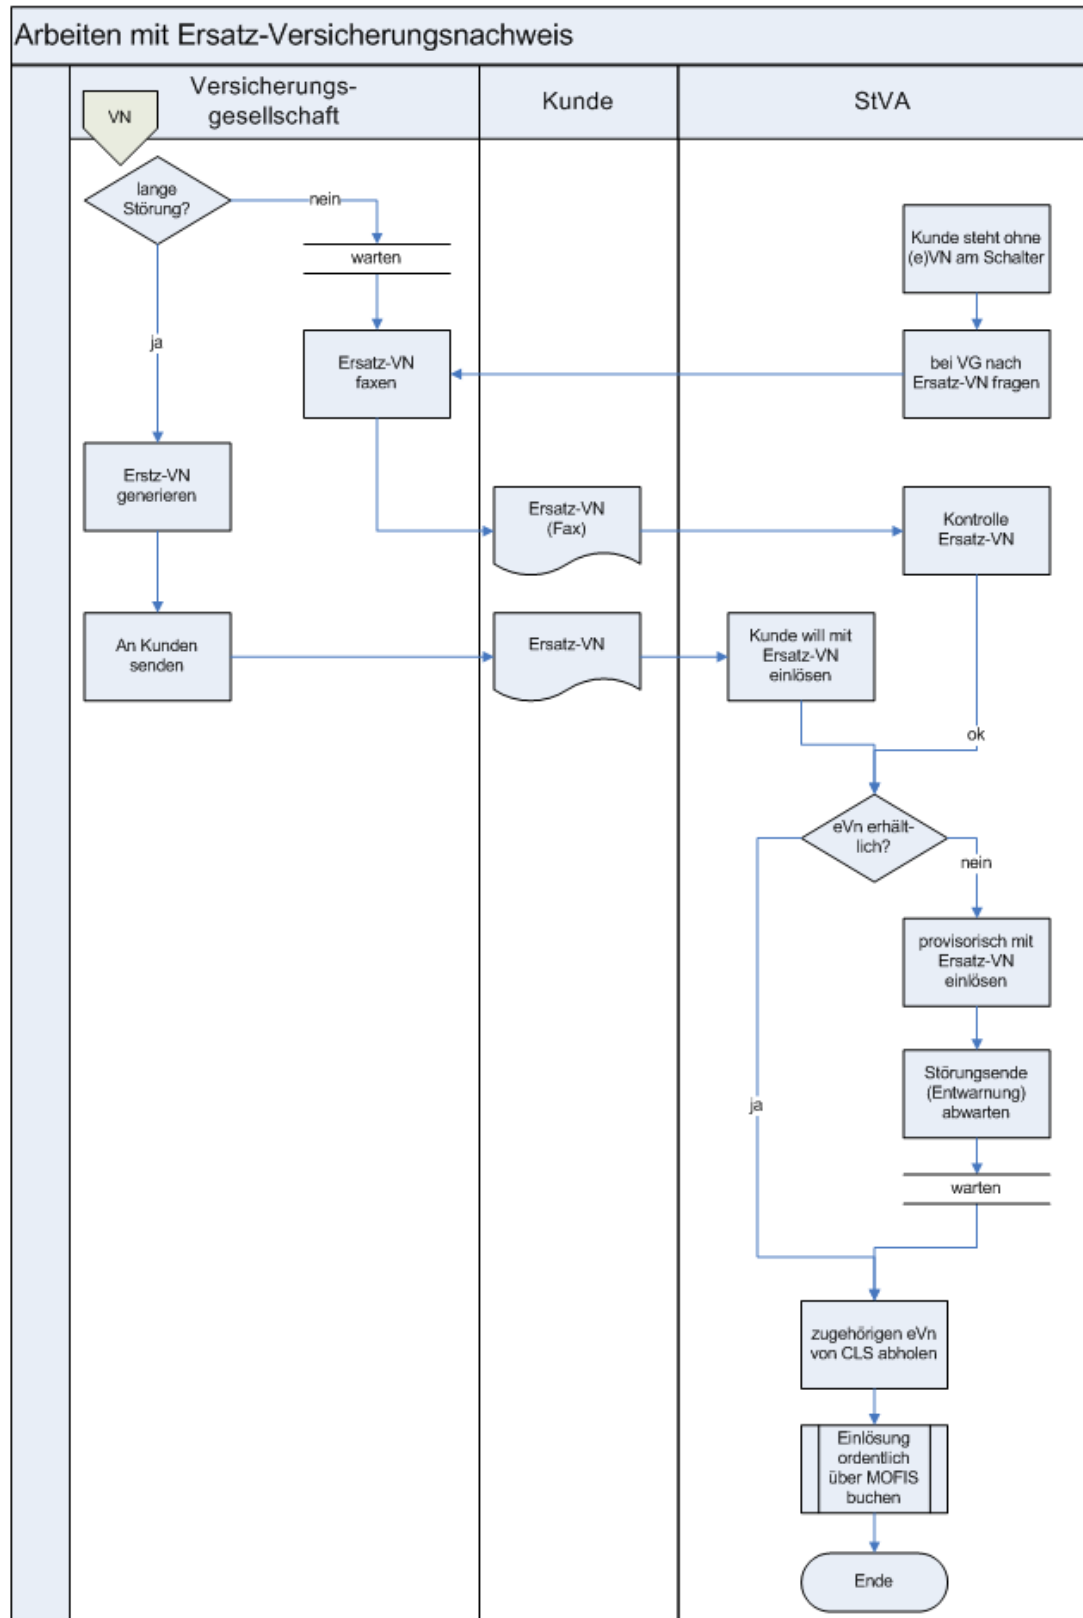 Arbeiten mit Ersatz-Versicherungsnachweis
Versicherungs-
gesellschaft
Kunde
StVA
VN
lange
Störung?
nein
warten
Kunde steht ohne
(e)VN am Schalter
ja
Ersatz-VN
faxen
bei VG nach
Ersatz-VN fragen
Erstz-VN
generieren
Ersatz-VN
(Fax)
Kontrolle
Ersatz-VN
An Kunden
senden
Ersatz-VN
Kunde will mit
Ersatz-VN
einlösen
ok
eVn erhält-
lich?
nein
provisorisch mit
Ersatz-VN
einlösen
Störungsende
(Entwarnung)
abwarten
ja
warten
zugehörigen eVn
von CLS abholen
Einlösung
ordentlich
über MOFIS
buchen
Ende